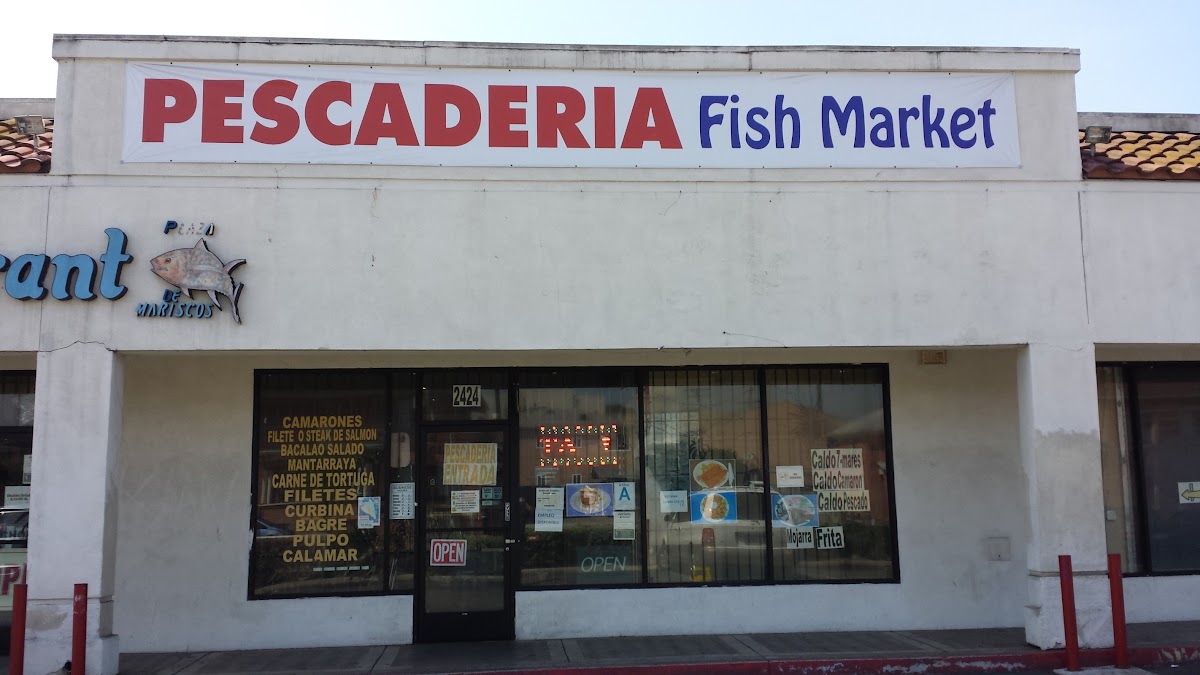 PESCADERIA Fish Market
rant
PLAZA
DE
MARISCOS
2424
CAMARONES
FILETE O STEAK DE SALMON
BACALAO SALADO
MANTARRAYA
CARNE DE TORTUGA
FILETES
CURBINA
BAGRE
PULPO
CALAMAR
PESCADERIA
ENTRADA
OPEN
A
OPEN
Caldo 7-mares
Caldo Camaron
Caldo Pescado
Mojarra Frita